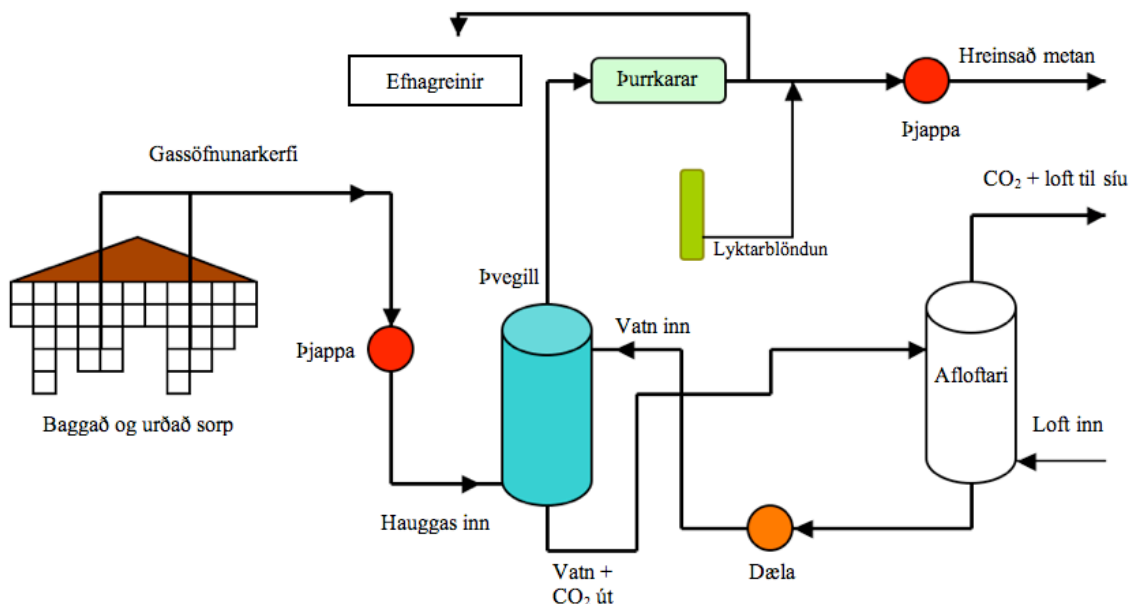 Efnagreinir
Þurrkarar
Hreinsað metan
Þjappa
Gassöfnunarkerfi
CO₂ + loft til síu
Lyktarblöndun
Þvegill
Vatn inn
Þjappa
Afloftari
Baggað og urðað sorp
Loft inn
Hauggas inn
Vatn +
CO₂ út
Dæla